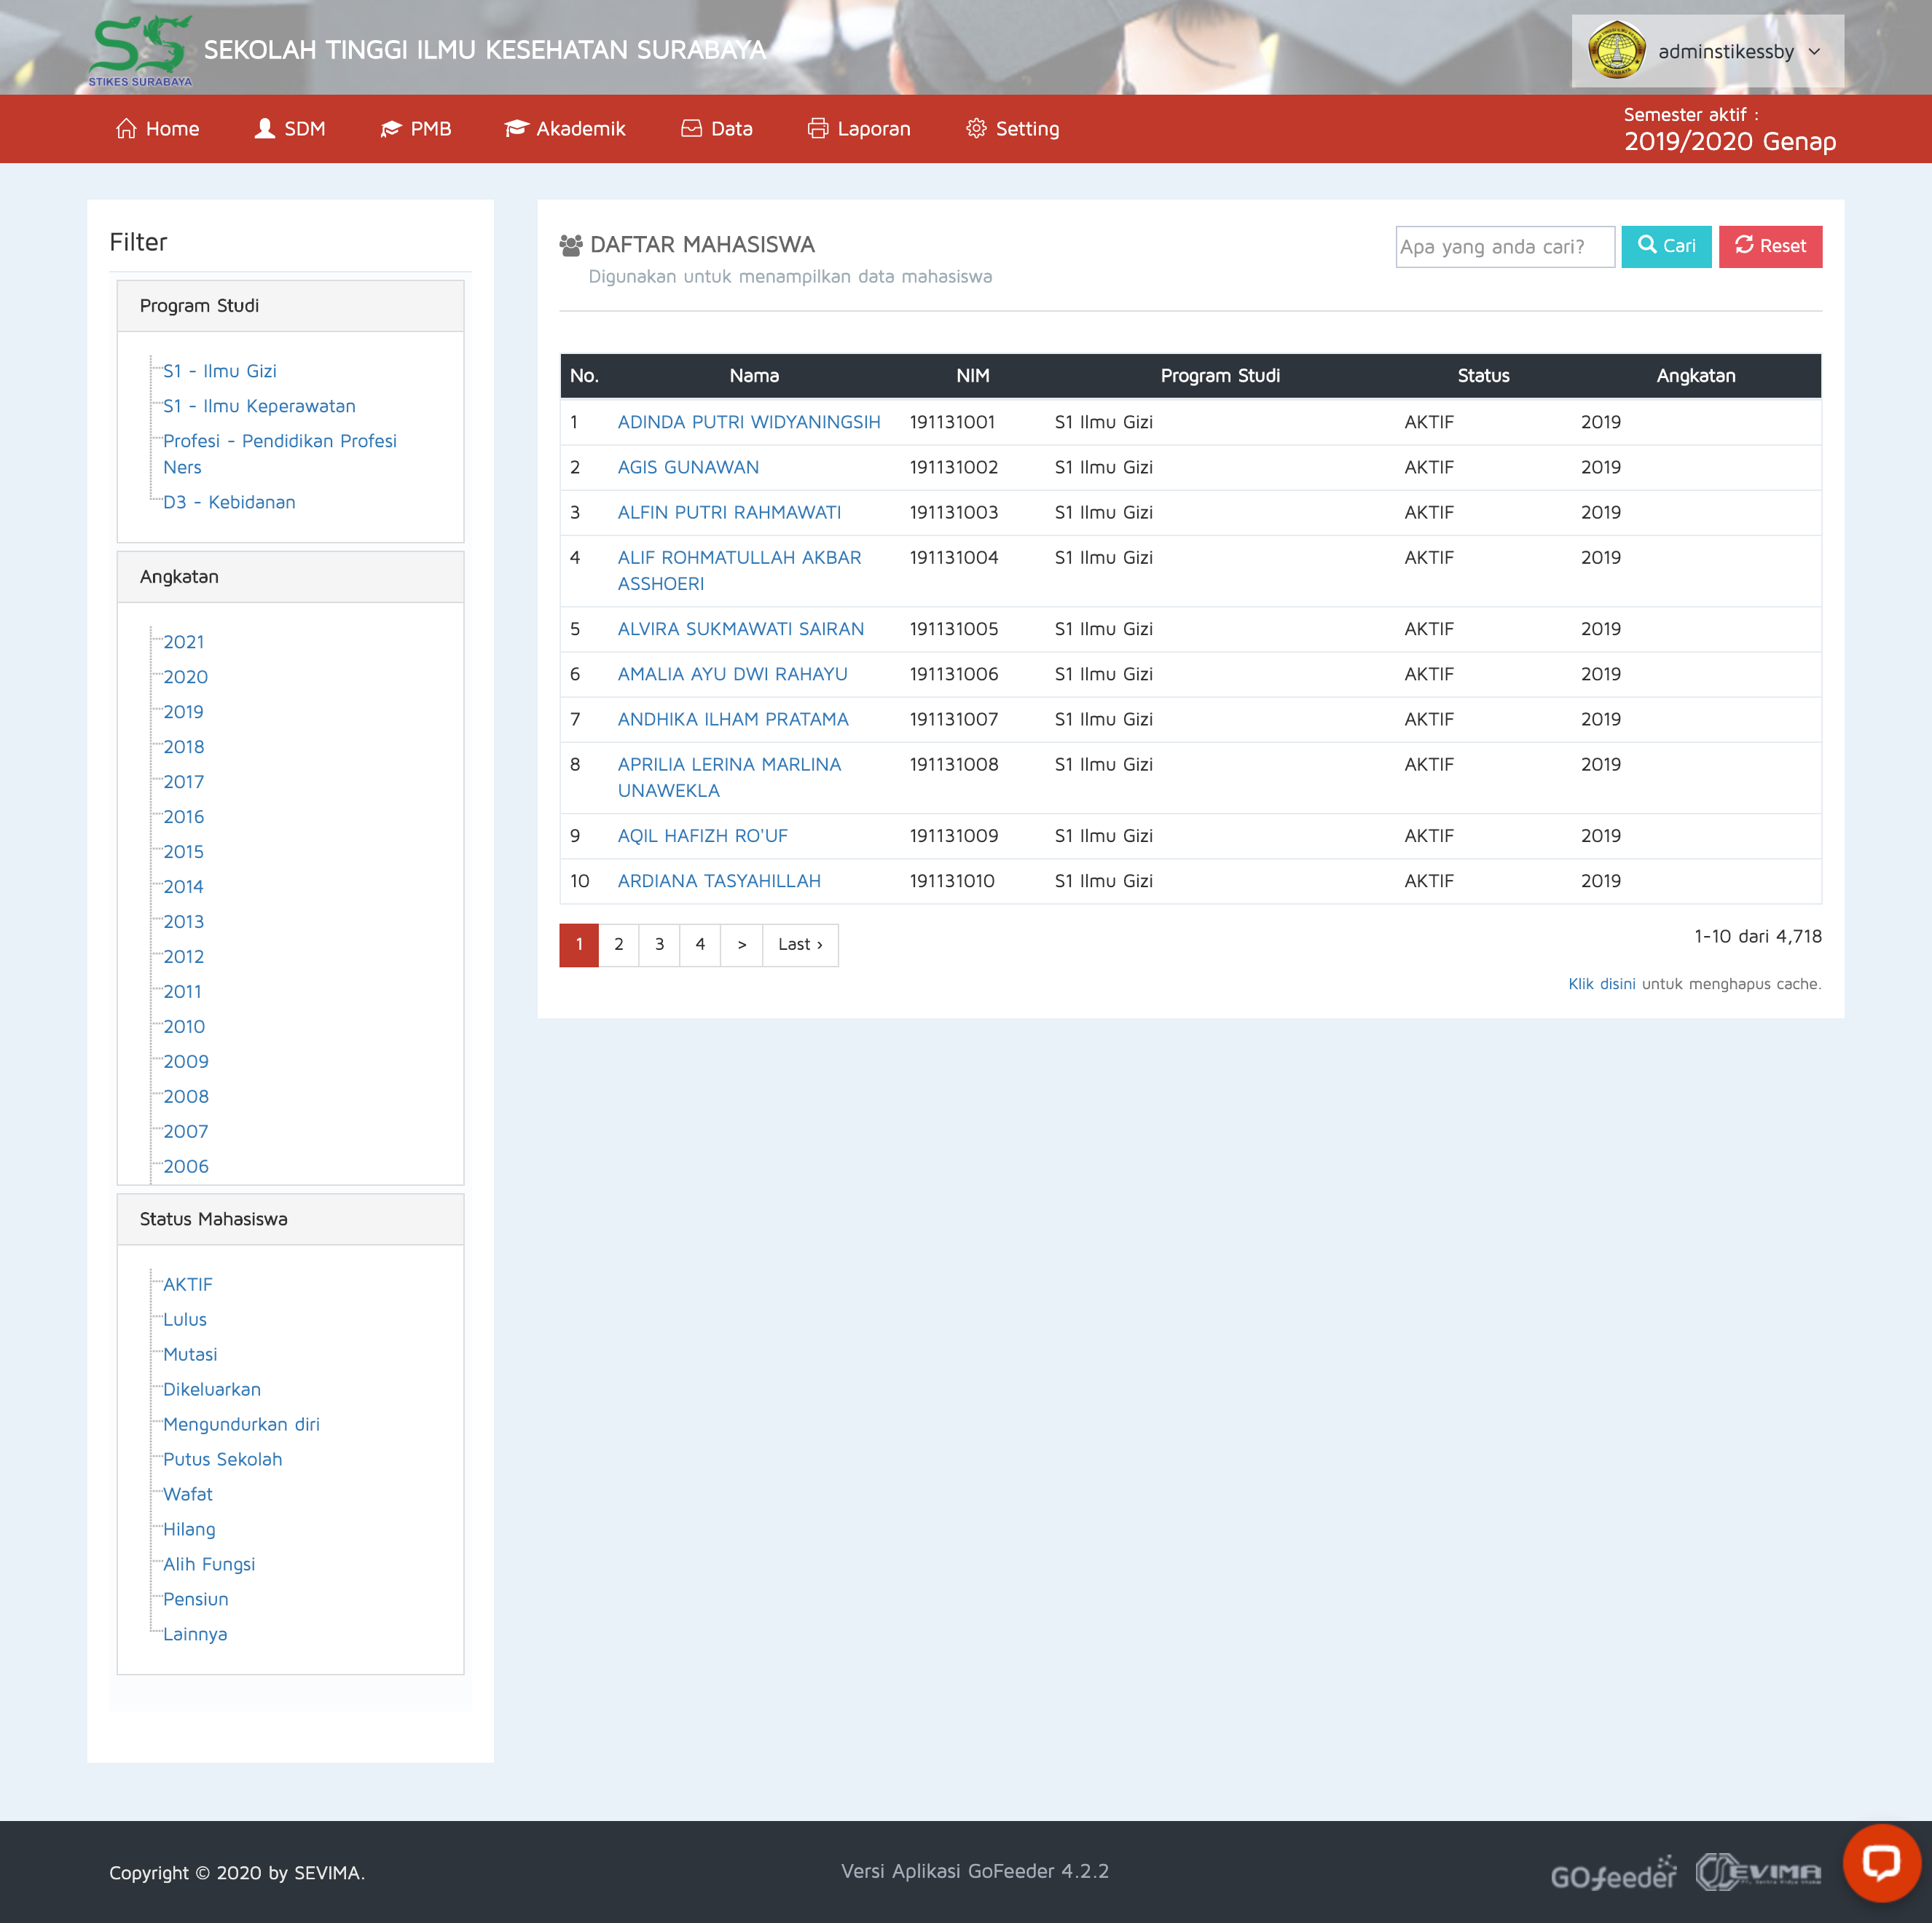 STIKES SURABAYA
SEKOLAH TINGGI ILMU KESEHATAN SURABAYA
SURABAYA
adminstikessby
Home
SDM
PMB
Akademik
Data
Laporan
Setting
Semester aktif :
2019/2020 Genap
Filter
Program Studi
S1 - Ilmu Gizi
S1 - Ilmu Keperawatan
Profesi - Pendidikan Profesi
Ners
D3 - Kebidanan
Angkatan
2021
2020
2019
2018
2017
2016
2015
2014
2013
2012
2011
2010
2009
2008
2007
2006
Status Mahasiswa
AKTIF
Lulus
Mutasi
Dikeluarkan
Mengundurkan diri
Putus Sekolah
Wafat
Hilang
Alih Fungsi
Pensiun
Lainnya
DAFTAR MAHASISWA
Digunakan untuk menampilkan data mahasiswa
Apa yang anda cari?
Cari
Reset
No. Nama NIM Program Studi Status Angkatan
1 ADINDA PUTRI WIDYANINGSIH 191131001 S1 Ilmu Gizi AKTIF 2019
2 AGIS GUNAWAN 191131002 S1 Ilmu Gizi AKTIF 2019
3 ALFIN PUTRI RAHMAWATI 191131003 S1 Ilmu Gizi AKTIF 2019
4 ALIF ROHMATULLAH AKBAR 191131004 S1 Ilmu Gizi AKTIF 2019
ASSHOERI
5 ALVIRA SUKMAWATI SAIRAN 191131005 S1 Ilmu Gizi AKTIF 2019
6 AMALIA AYU DWI RAHAYU 191131006 S1 Ilmu Gizi AKTIF 2019
7 ANDHIKA ILHAM PRATAMA 191131007 S1 Ilmu Gizi AKTIF 2019
8 APRILIA LERINA MARLINA 191131008 S1 Ilmu Gizi AKTIF 2019
UNAWEKLA
9 AQIL HAFIZH RO'UF 191131009 S1 Ilmu Gizi AKTIF 2019
10 ARDIANA TASYAHILLAH 191131010 S1 Ilmu Gizi AKTIF 2019
1 2 3 4 > Last ›
1-10 dari 4,718
Klik disini untuk menghapus cache.
Copyright © 2020 by SEVIMA.
Versi Aplikasi GoFeeder 4.2.2
GOfeeder
SEVIMA